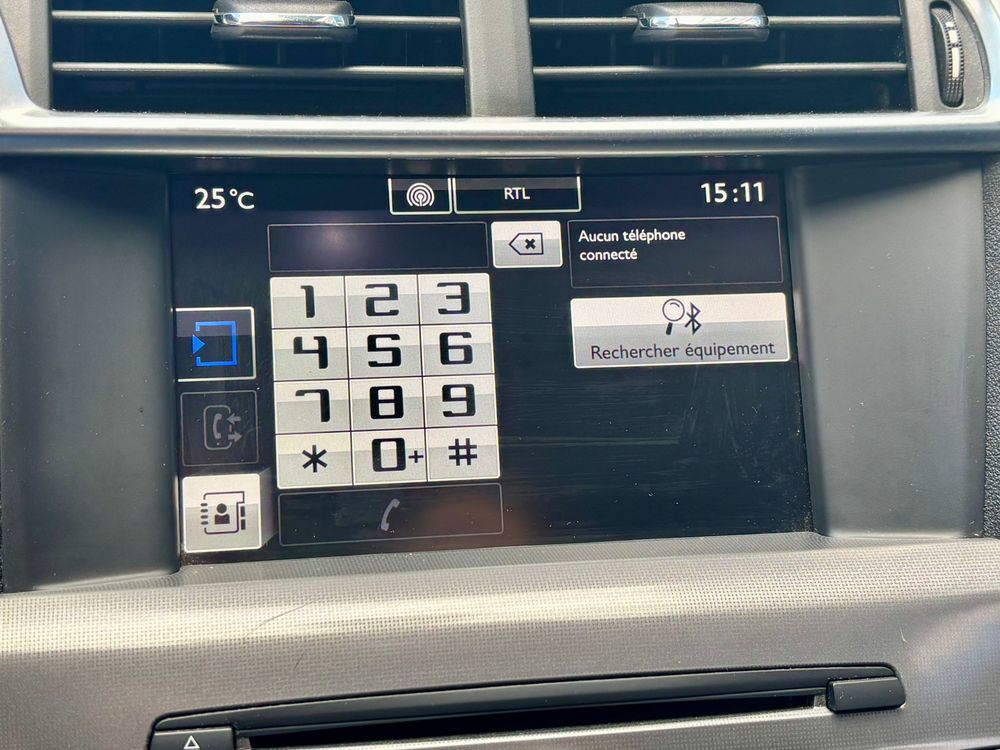 25°C
RTL
15:11
Aucun téléphone
connecté
1 2 3
4 5 6
7 8 9
* 0+ #
Rechercher équipement